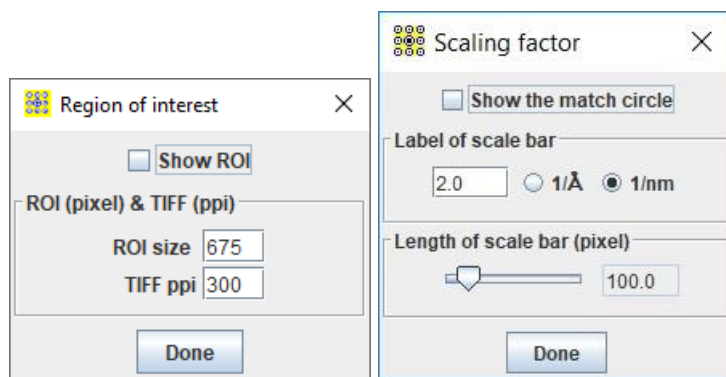 Region of interest
Show ROI
ROI (pixel) & TIFF (ppi)
ROI size 675
TIFF ppi 300
Done
Scaling factor
Show the match circle
Label of scale bar
2.0 1/Å 1/nm
Length of scale bar (pixel)
100.0
Done